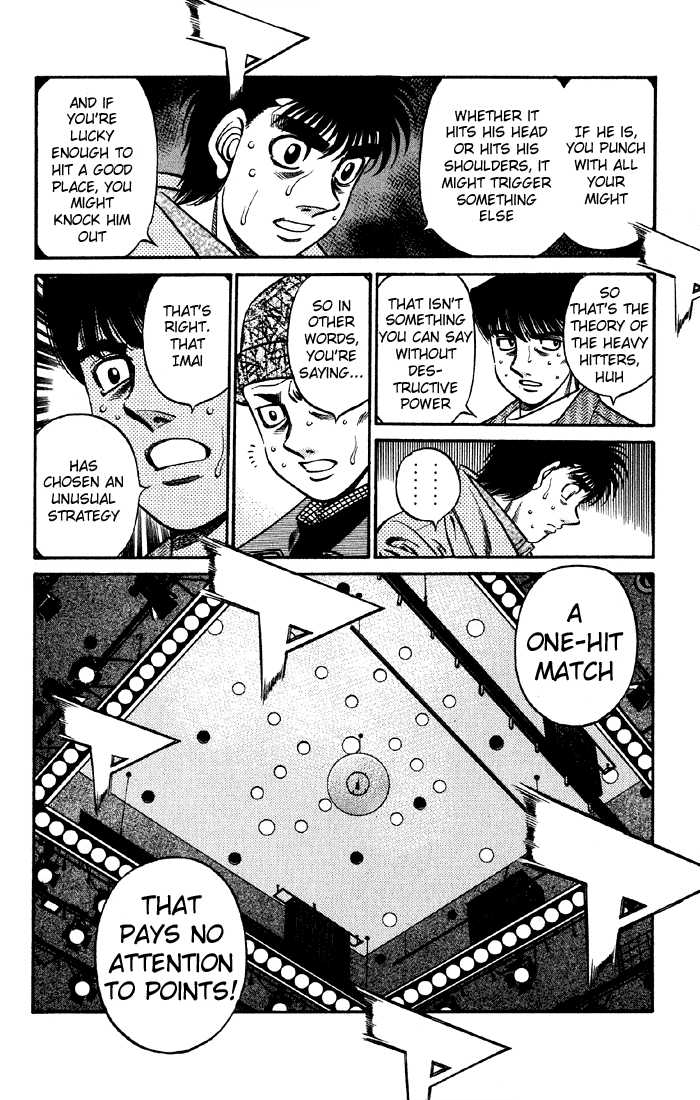 IF HE IS,
YOU PUNCH
WITH ALL
YOUR
MIGHT
WHETHER IT
HITS HIS HEAD
OR HITS HIS
SHOULDERS, IT
MIGHT TRIGGER
SOMETHING
ELSE
AND IF
YOU'RE
LUCKY
ENOUGH TO
HIT A GOOD
PLACE, YOU
MIGHT
KNOCK HIM
OUT
SO
THAT'S THE
THEORY OF
THE HEAVY
HITTERS,
HUH
THAT ISN'T
SOMETHING
YOU CAN SAY
WITHOUT
DES-
TRUCTIVE
POWER
SO IN
OTHER
WORDS,
YOU'RE
SAYING...
THAT'S
RIGHT. THAT
IMAI
HAS
CHOSEN AN
UNUSUAL
STRATEGY
A
ONE-HIT
MATCH
THAT
PAYS NO
ATTENTION
TO POINTS!